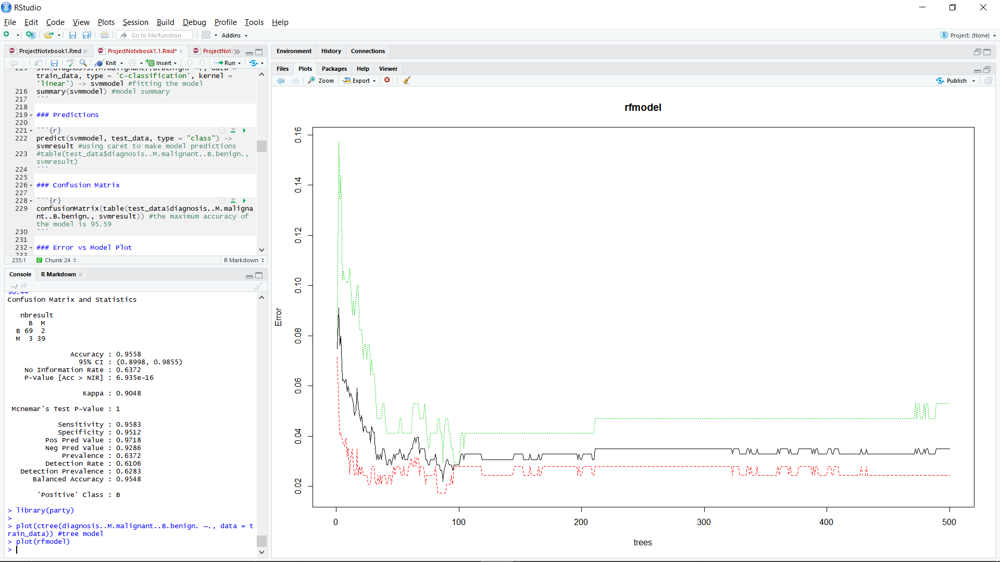 RStudio
File Edit Code View Plots Session Build Debug Profile Tools Help
Go to file/function Addins Project: (None)
ProjectNotebook1.Rmd ProjectNotebook1.1.Rmd* ProjectNot
Knit Insert Run
215 svm(diagnosis..M.malignant..B.benign. ~., data =
train_data, type = 'C-classification', kernel =
'linear') -> svmmodel #fitting the model
216 summary(svmmodel) #model summary
217 ```
218
219 ### Predictions
220
221 ```{r}
222 predict(svmmodel, test_data, type = "class") ->
svmresult #using caret to make model predictions
223 #table(test_data$diagnosis..M.malignant..B.benign.,
svmresult)
224 ```
225
226 ### Confusion Matrix
227
228 ```{r}
229 confusionMatrix(table(test_data$diagnosis..M.maligna
nt..B.benign., svmresult)) #the maximum accuracy of
the model is 95.59
230 ```
231
232 ### Error vs Model Plot
233
235:1 Chunk 24 R Markdown
Console R Markdown
~/
96.44
Confusion Matrix and Statistics
nbresult
B M
B 69 2
M 3 39
Accuracy : 0.9558
95% CI : (0.8998, 0.9855)
No Information Rate : 0.6372
P-Value [Acc > NIR] : 6.935e-16
Kappa : 0.9048
Mcnemar's Test P-Value : 1
Sensitivity : 0.9583
Specificity : 0.9512
Pos Pred Value : 0.9718
Neg Pred Value : 0.9286
Prevalence : 0.6372
Detection Rate : 0.6106
Detection Prevalence : 0.6283
Balanced Accuracy : 0.9548
'Positive' Class : B
> library(party)
>
> plot(ctree(diagnosis..M.malignant..B.benign. ~., data = t
rain_data)) #tree model
> plot(rfmodel)
>
Environment History Connections
Files Plots Packages Help Viewer
Zoom Export Publish
rfmodel
Error
0.16
0.14
0.12
0.10
0.08
0.06
0.04
0.02
0 100 200 300 400 500
trees